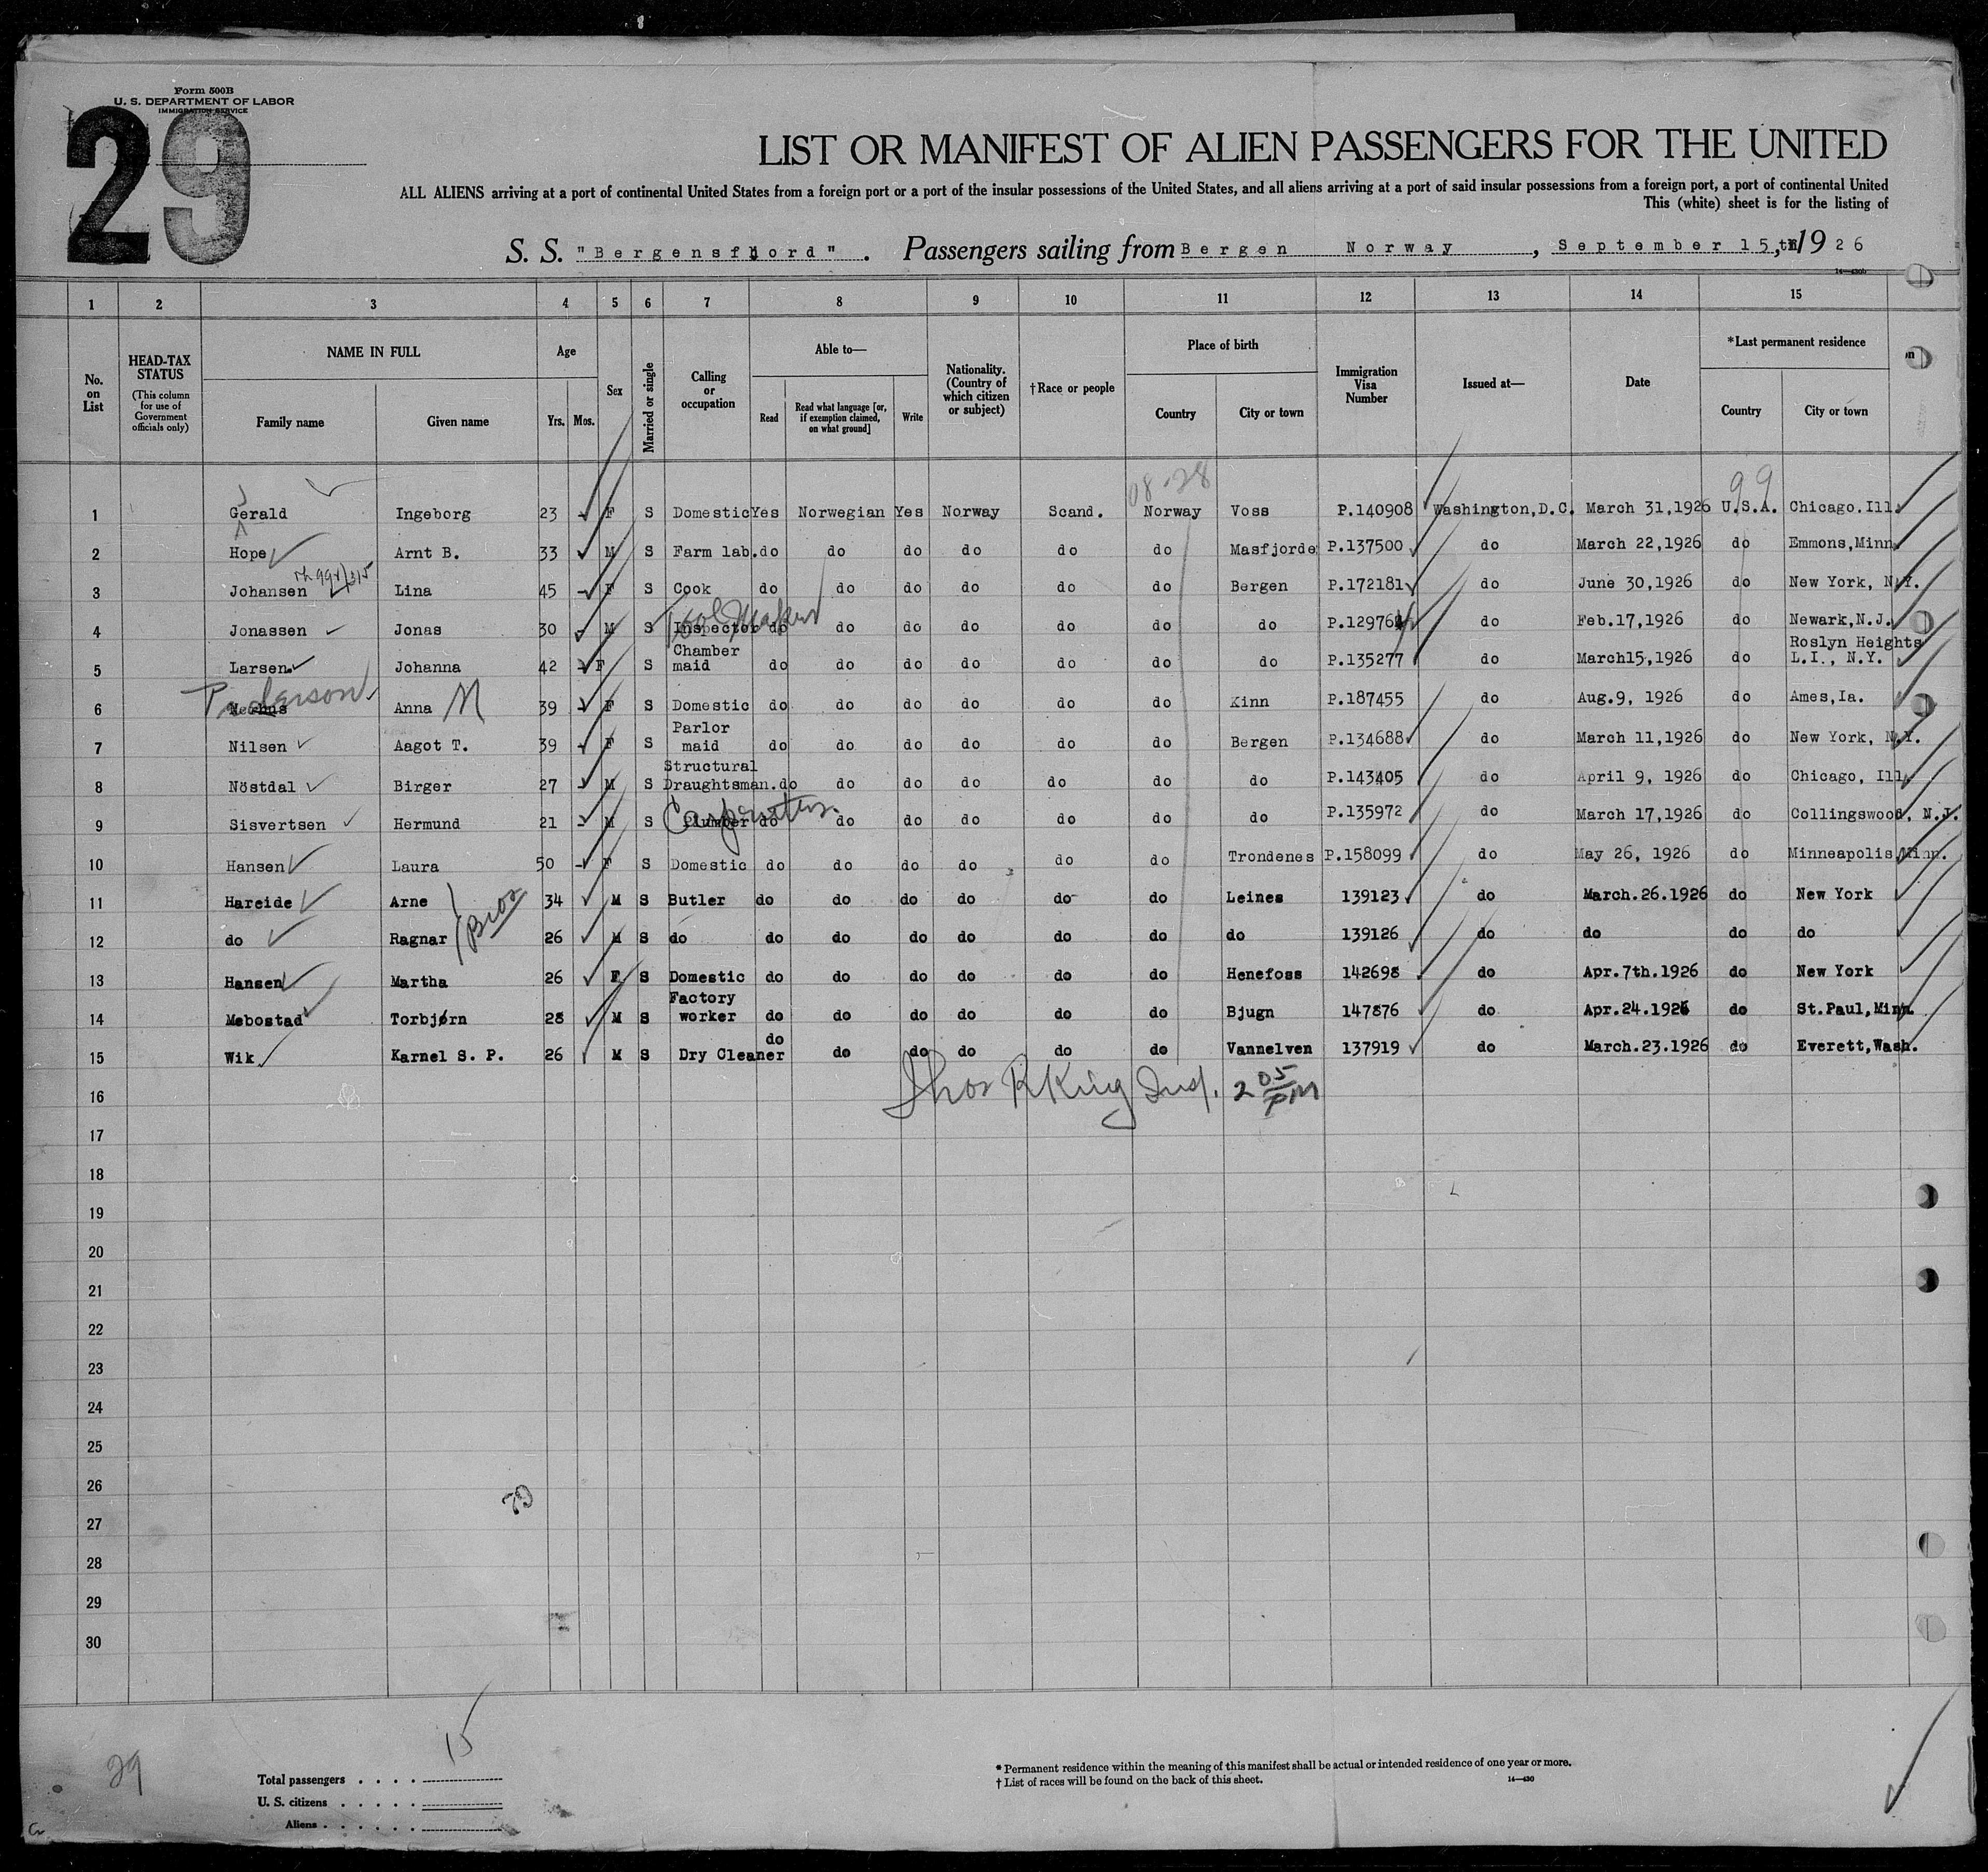 Form 500B
U. S. DEPARTMENT OF LABOR
IMMIGRATION SERVICE
29
LIST OR MANIFEST OF ALIEN PASSENGERS FOR THE UNITED
ALL ALIENS arriving at a port of continental United States from a foreign port or a port of the insular possessions of the United States, and all aliens arriving at a port of said insular possessions from a foreign port, a port of continental United
This (white) sheet is for the listing of
S. S. "Bergensfjord". Passengers sailing from Bergen Norway, September 15,th 1926
14—430b
1 2 3 4 5 6 7 8 9 10 11 12 13 14 15
No. on List
HEAD-TAX STATUS
(This column for use of Government officials only)
NAME IN FULL
Family name Given name
Age
Yrs. Mos.
Sex
Married or single
Calling or occupation
Able to—
Read
Read what language [or, if exemption claimed, on what ground]
Write
Nationality. (Country of which citizen or subject)
†Race or people
Place of birth
Country City or town
Immigration Visa Number
Issued at—
Date
*Last permanent residence
Country City or town
08-28 99
1 Gerald Ingeborg 23 - F S Domestic Yes Norwegian Yes Norway Scand. Norway Voss P.140908 Washington,D.C. March 31,1926 U.S.A. Chicago.Ill.
2 Hope Arnt B. 33 M S Farm lab. do do do do do do Masfjorde P.137500 do March 22,1926 do Emmons,Minn
3 Johansen Lina 45 - F S Cook do do do do do do Bergen P.172181 do June 30,1926 do New York, N.Y.
Tool Maker
4 Jonassen Jonas 30 - M S Inspector do do do do do do do do Feb.17,1926 do Newark,N.J.
5 Larsen. Johanna 42 - F S Chamber maid do do do do do do do P.135277 do March15,1926 do Roslyn Heights L.I., N.Y.
Pederson
6 Anna M 39 - F S Domestic do do do do do do Kinn P.187455 do Aug.9, 1926 do Ames,Ia.
7 Nilsen Aagot T. 39 - F S Parlor maid do do do do do do Bergen P.134688 do March 11,1926 do New York, N.Y.
8 Nöstdal Birger 27 - M S Structural Draughtsman. do do do do do do do P.143405 do April 9, 1926 do Chicago, Ill.
Carpenter.
9 Sisvertsen Hermund 21 - M S Plumber do do do do do do do P.135972 do March 17,1926 do Collingswood, N.J.
10 Hansen Laura 50 - F S Domestic do do do do do do Trondenes P.158099 do May 26, 1926 do Minneapolis,Minn.
11 Hareide Arne 34 M S Butler do do do do do do Leines 139123 do March.26.1926 do New York
Bros
12 do Ragnar 26 M S do do do do do do do do 139126 do do do do
13 Hansen Martha 26 F S Domestic do do do do do do Henefoss 142698 do Apr.7th.1926 do New York
14 Mebostad Torbjørn 28 M S Factory worker do do do do do do Bjugn 147876 do Apr.24.1926 do St.Paul,Minn.
15 Wik Karnel S. P. 26 M S Dry Cleaner do do do do do do Vannelven 137919 do March.23.1926 do Everett,Wash.
16 Thos R King Insp. 2 05 PM
17
18
19
20
21
22
23
24
25
26
27
28
29
30
29
15
Total passengers . . . .
U. S. citizens . . . . .
Aliens . . . . . .
* Permanent residence within the meaning of this manifest shall be actual or intended residence of one year or more.
† List of races will be found on the back of this sheet.
14—430